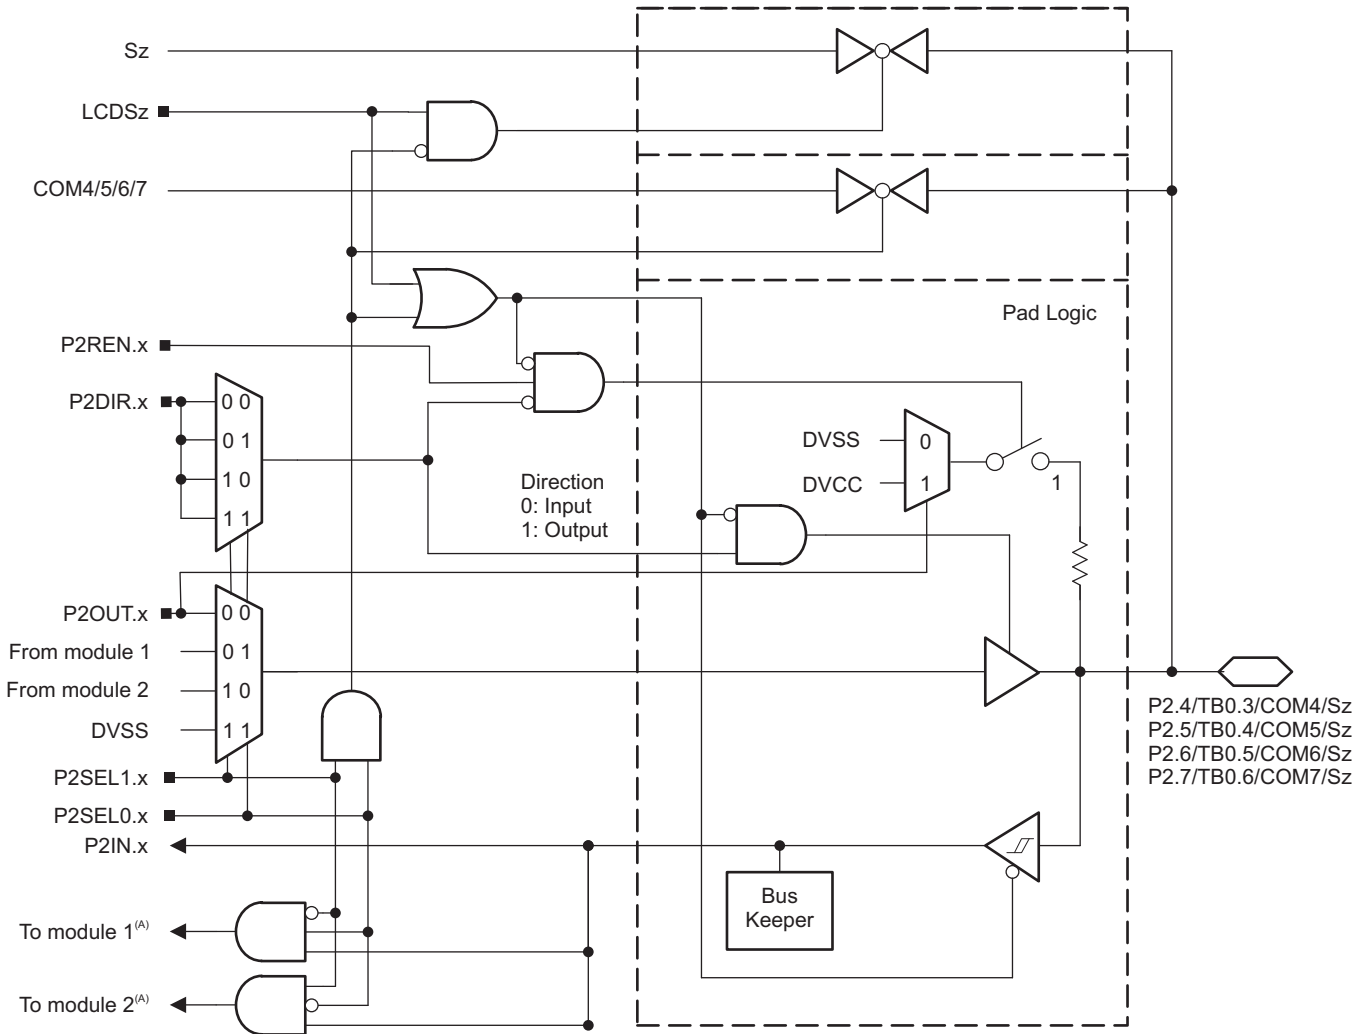 Sz
LCDSz
COM4/5/6/7
Pad Logic
P2REN.x
P2DIR.x
0 0
0 1
1 0
1 1
Direction
0: Input
1: Output
DVSS
DVCC
0
1
1
P2OUT.x
From module 1
From module 2
DVSS
0 0
0 1
1 0
1 1
P2SEL1.x
P2SEL0.x
P2IN.x
P2.4/TB0.3/COM4/Sz
P2.5/TB0.4/COM5/Sz
P2.6/TB0.5/COM6/Sz
P2.7/TB0.6/COM7/Sz
Bus
Keeper
To module 1(A)
To module 2(A)